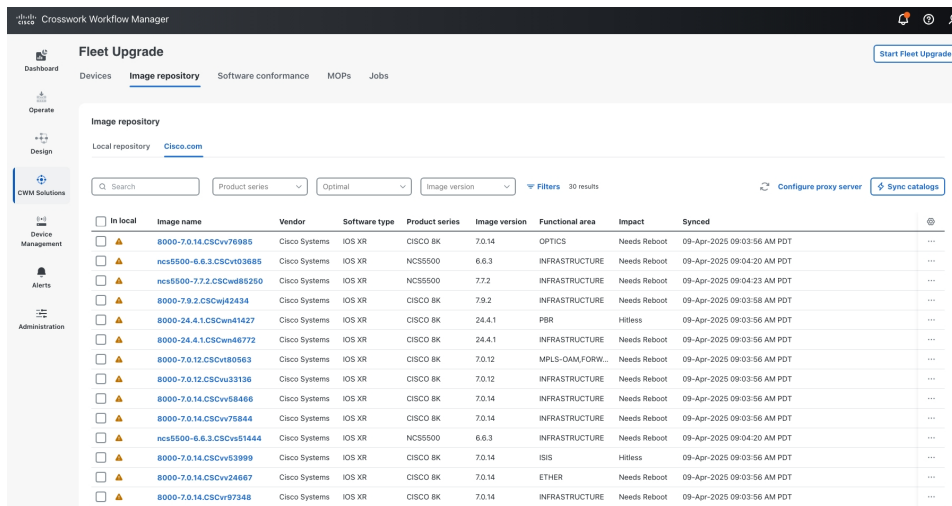 cisco Crosswork Workflow Manager
Fleet Upgrade
Start Fleet Upgrade
Devices Image repository Software conformance MOPs Jobs
Dashboard
Operate
Design
CWM Solutions
Device Management
Alerts
Administration
Image repository
Local repository Cisco.com
Search Product series Optimal Image version Filters 30 results Configure proxy server Sync catalogs
In local Image name Vendor Software type Product series Image version Functional area Impact Synced
8000-7.0.14.CSCvv76985 Cisco Systems IOS XR CISCO 8K 7.0.14 OPTICS Needs Reboot 09-Apr-2025 09:03:56 AM PDT ...
ncs5500-6.6.3.CSCvt03685 Cisco Systems IOS XR NCS5500 6.6.3 INFRASTRUCTURE Needs Reboot 09-Apr-2025 09:04:20 AM PDT ...
ncs5500-7.7.2.CSCwd85250 Cisco Systems IOS XR NCS5500 7.7.2 INFRASTRUCTURE Needs Reboot 09-Apr-2025 09:04:23 AM PDT ...
8000-7.9.2.CSCwj42434 Cisco Systems IOS XR CISCO 8K 7.9.2 INFRASTRUCTURE Needs Reboot 09-Apr-2025 09:03:58 AM PDT ...
8000-24.4.1.CSCwn41427 Cisco Systems IOS XR CISCO 8K 24.4.1 PBR Hitless 09-Apr-2025 09:03:56 AM PDT ...
8000-24.4.1.CSCwn46772 Cisco Systems IOS XR CISCO 8K 24.4.1 INFRASTRUCTURE Needs Reboot 09-Apr-2025 09:03:56 AM PDT ...
8000-7.0.12.CSCvt80563 Cisco Systems IOS XR CISCO 8K 7.0.12 MPLS-OAM,FORW... Needs Reboot 09-Apr-2025 09:03:56 AM PDT ...
8000-7.0.12.CSCvu33136 Cisco Systems IOS XR CISCO 8K 7.0.12 INFRASTRUCTURE Needs Reboot 09-Apr-2025 09:03:56 AM PDT ...
8000-7.0.14.CSCvv58466 Cisco Systems IOS XR CISCO 8K 7.0.14 INFRASTRUCTURE Needs Reboot 09-Apr-2025 09:03:56 AM PDT ...
8000-7.0.14.CSCvv75844 Cisco Systems IOS XR CISCO 8K 7.0.14 INFRASTRUCTURE Needs Reboot 09-Apr-2025 09:03:56 AM PDT ...
ncs5500-6.6.3.CSCvs51444 Cisco Systems IOS XR NCS5500 6.6.3 INFRASTRUCTURE Needs Reboot 09-Apr-2025 09:04:20 AM PDT ...
8000-7.0.14.CSCvv53999 Cisco Systems IOS XR CISCO 8K 7.0.14 ISIS Hitless 09-Apr-2025 09:03:56 AM PDT ...
8000-7.0.14.CSCvv24667 Cisco Systems IOS XR CISCO 8K 7.0.14 ETHER Needs Reboot 09-Apr-2025 09:03:56 AM PDT ...
8000-7.0.14.CSCvr97348 Cisco Systems IOS XR CISCO 8K 7.0.14 INFRASTRUCTURE Needs Reboot 09-Apr-2025 09:03:56 AM PDT ...